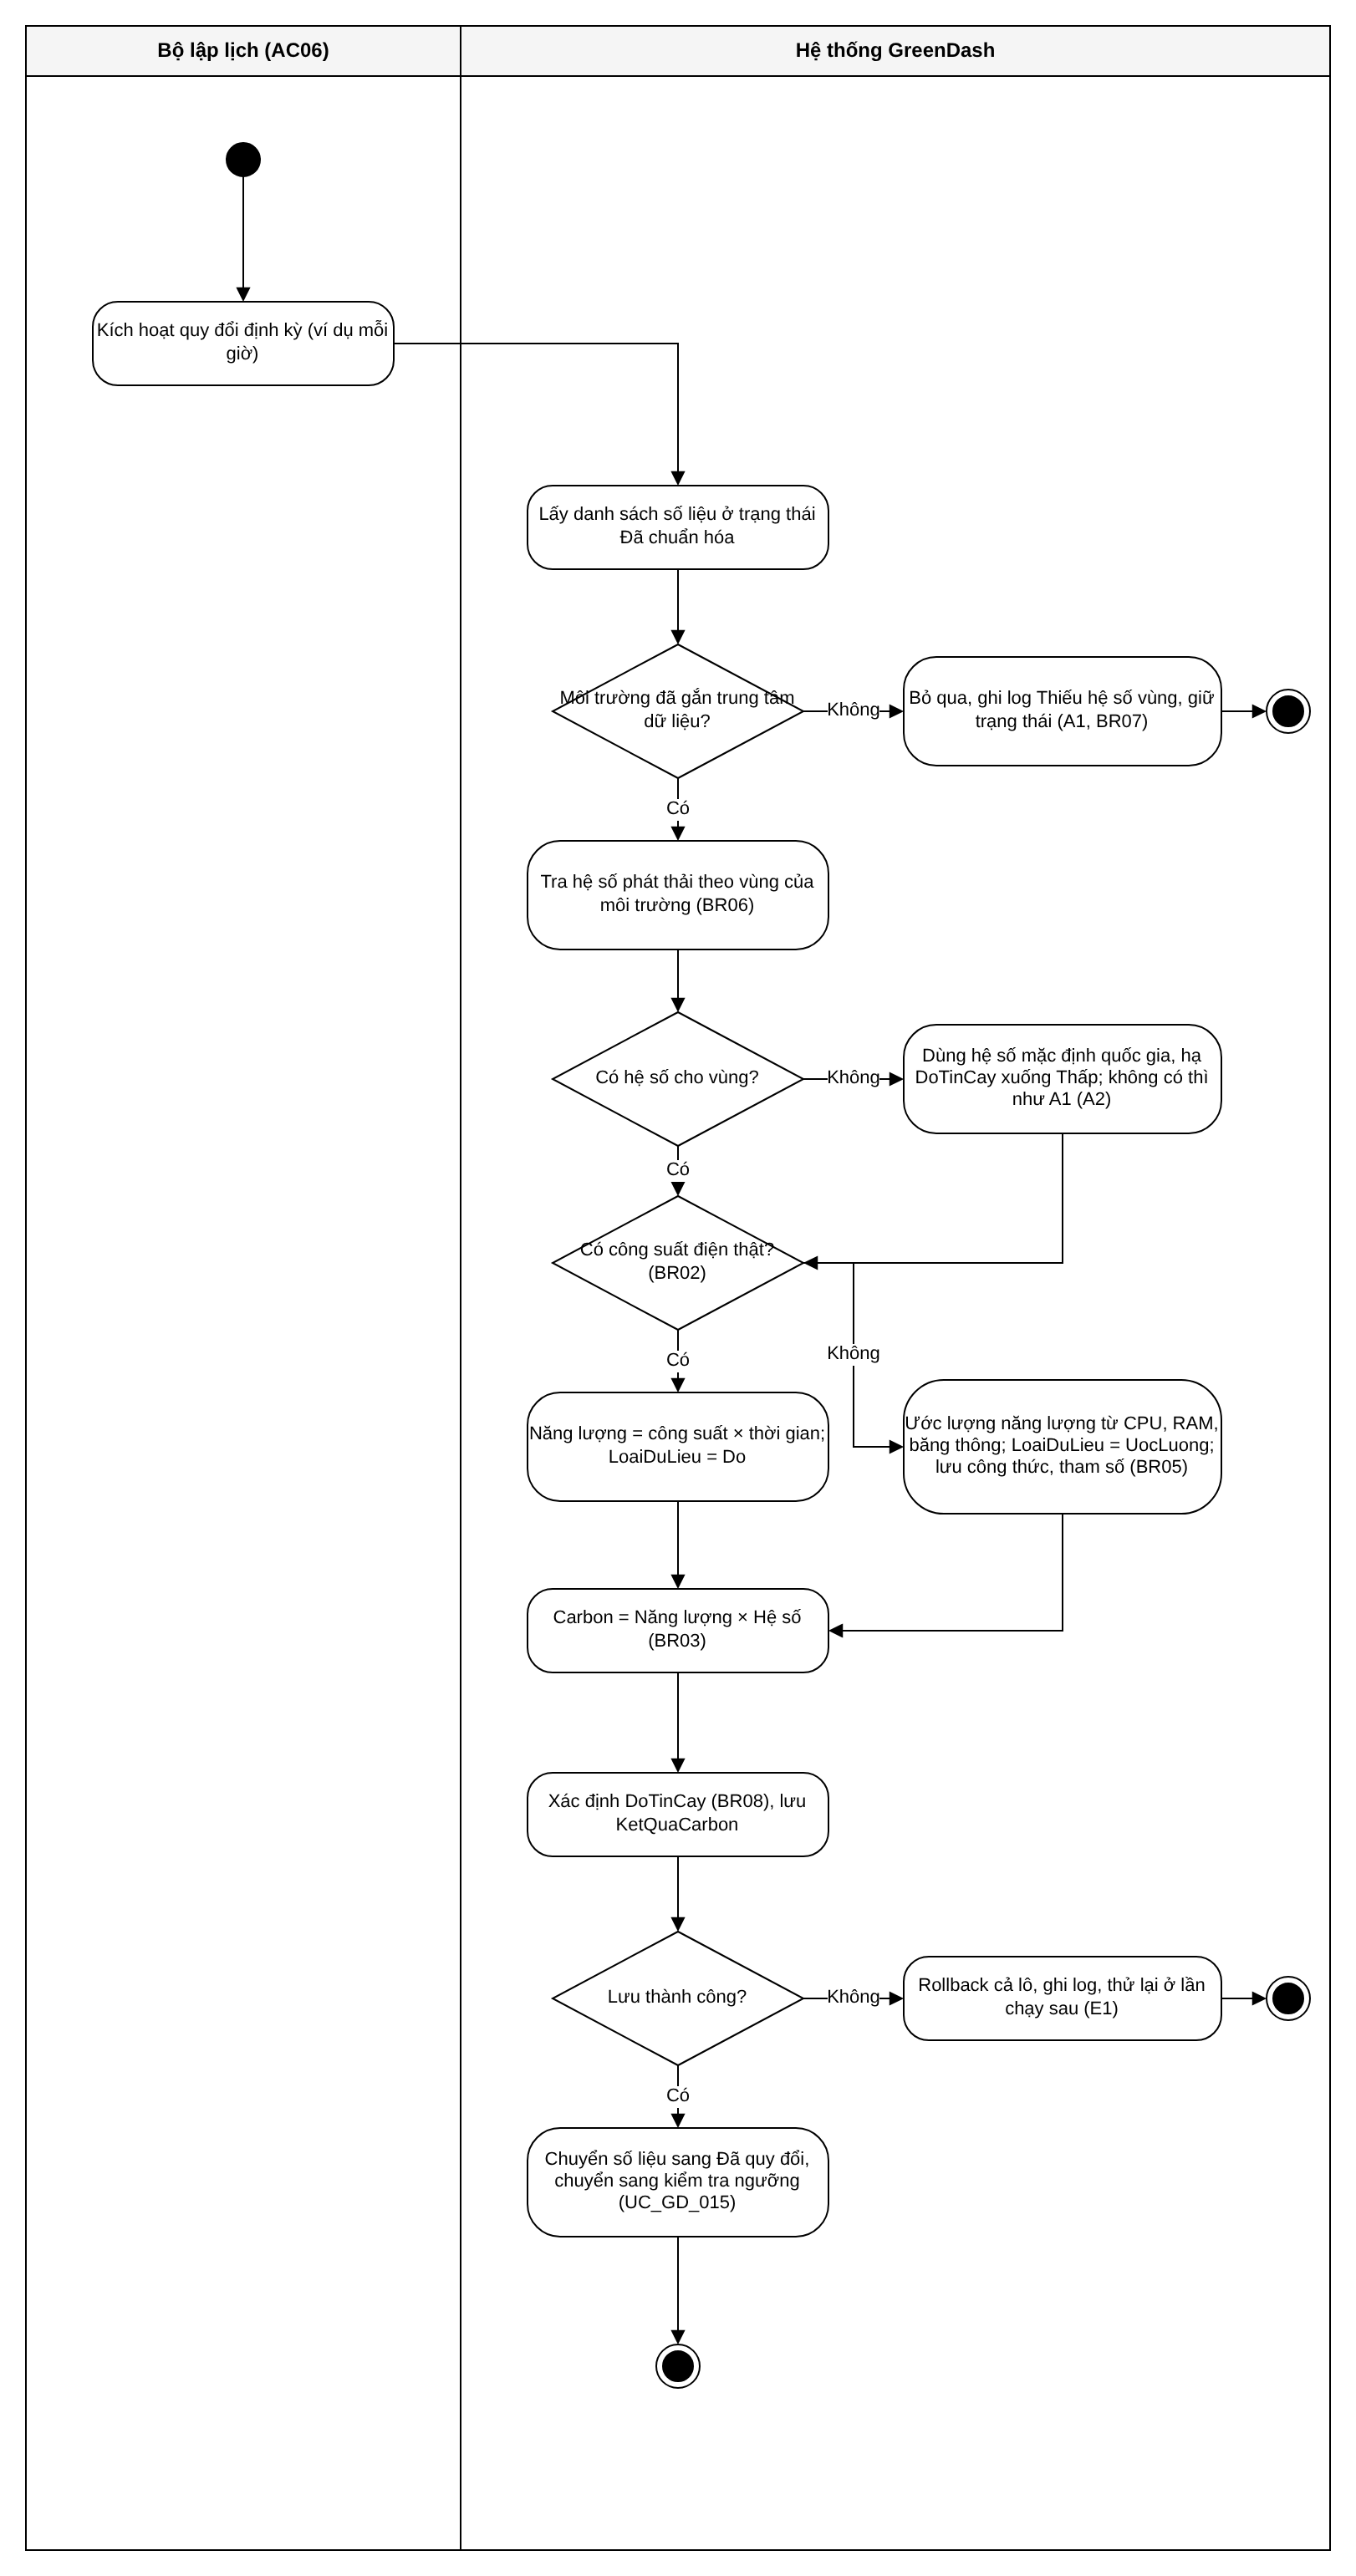 Bộ lập lịch (AC06)
Hệ thống GreenDash
Kích hoạt quy đổi định kỳ (ví dụ mỗi
giờ)
Lấy danh sách số liệu ở trạng thái
Đã chuẩn hóa
Môi trường đã gắn trung tâm
dữ liệu?
Không
Bỏ qua, ghi log Thiếu hệ số vùng, giữ
trạng thái (A1, BR07)
Có
Tra hệ số phát thải theo vùng của
môi trường (BR06)
Có hệ số cho vùng?
Không
Dùng hệ số mặc định quốc gia, hạ
DoTinCay xuống Thấp; không có thì
như A1 (A2)
Có
Có công suất điện thật?
(BR02)
Không
Có
Năng lượng = công suất × thời gian;
LoaiDuLieu = Do
Ước lượng năng lượng từ CPU, RAM,
băng thông; LoaiDuLieu = UocLuong;
lưu công thức, tham số (BR05)
Carbon = Năng lượng × Hệ số
(BR03)
Xác định DoTinCay (BR08), lưu
KetQuaCarbon
Lưu thành công?
Không
Rollback cả lô, ghi log, thử lại ở lần
chạy sau (E1)
Có
Chuyển số liệu sang Đã quy đổi,
chuyển sang kiểm tra ngưỡng
(UC_GD_015)